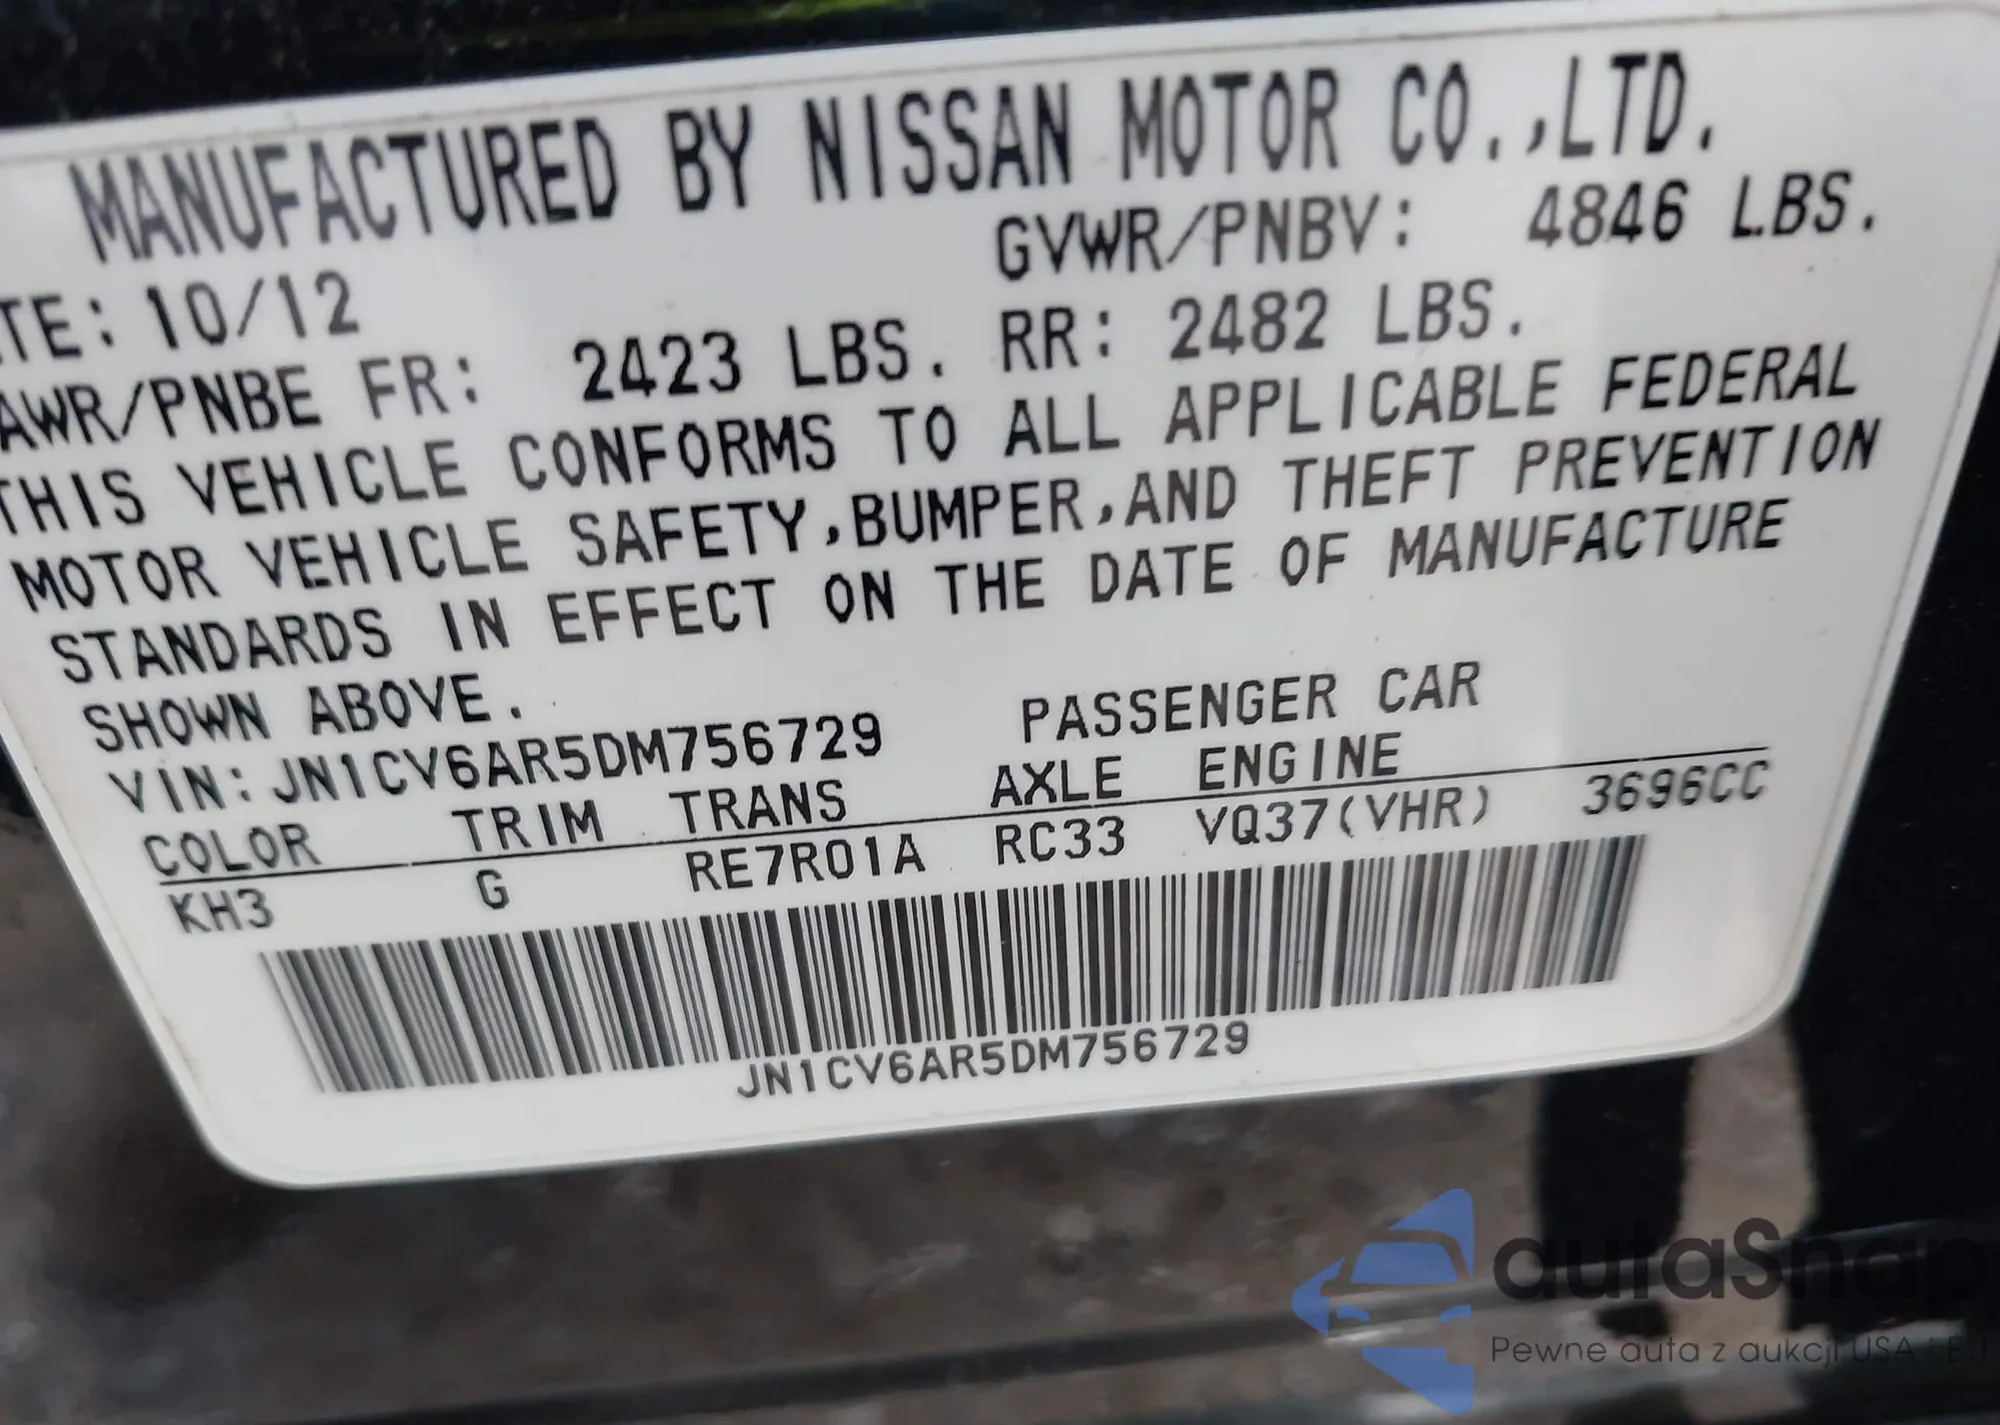 MANUFACTURED BY NISSAN MOTOR CO.,LTD.
TE: 10/12 GVWR/PNBV: 4846 LBS.
AWR/PNBE FR: 2423 LBS. RR: 2482 LBS.
THIS VEHICLE CONFORMS TO ALL APPLICABLE FEDERAL
MOTOR VEHICLE SAFETY,BUMPER,AND THEFT PREVENTION
STANDARDS IN EFFECT ON THE DATE OF MANUFACTURE
SHOWN ABOVE.
VIN: JN1CV6AR5DM756729 PASSENGER CAR
COLOR TRIM TRANS AXLE ENGINE
KH3 G RE7R01A RC33 VQ37(VHR) 3696CC
JN1CV6AR5DM756729
autaSnap
Pewne auta z aukcji USA i EU